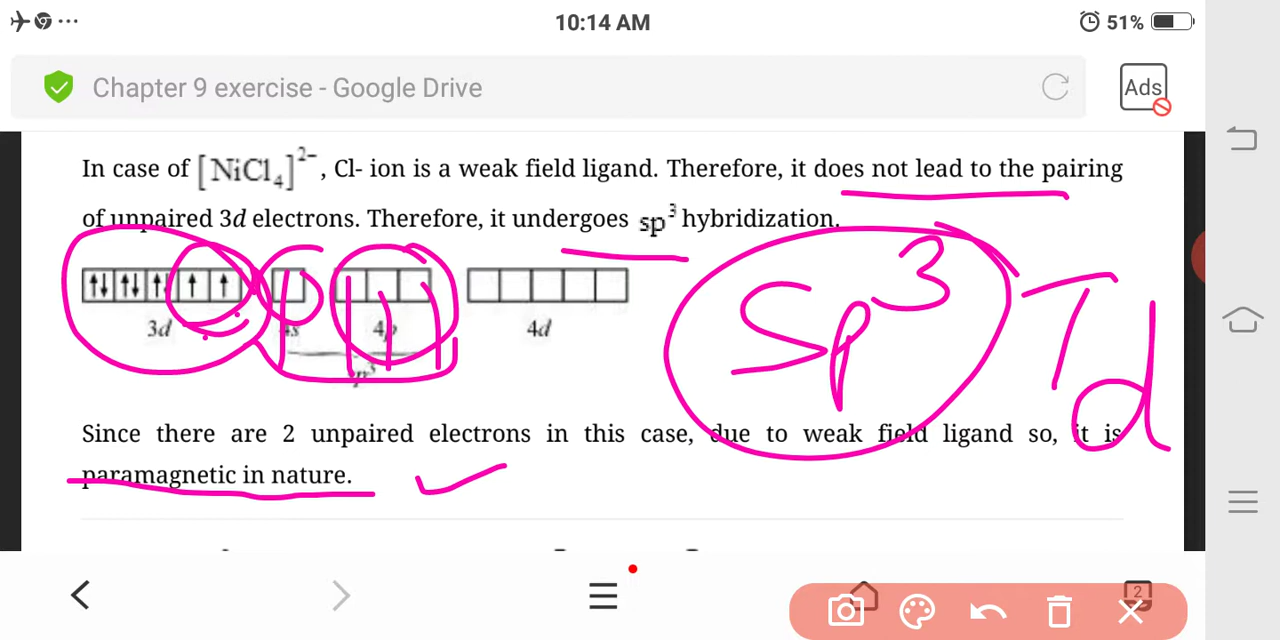 10:14 AM
51%
Chapter 9 exercise - Google Drive
Ads
In case of [NiCl₄]²⁻, Cl- ion is a weak field ligand. Therefore, it does not lead to the pairing
of unpaired 3d electrons. Therefore, it undergoes sp³ hybridization.
3d 4s 4p 4d
sp³
Sp³ Td
Since there are 2 unpaired electrons in this case, due to weak field ligand so, it is
paramagnetic in nature.
2